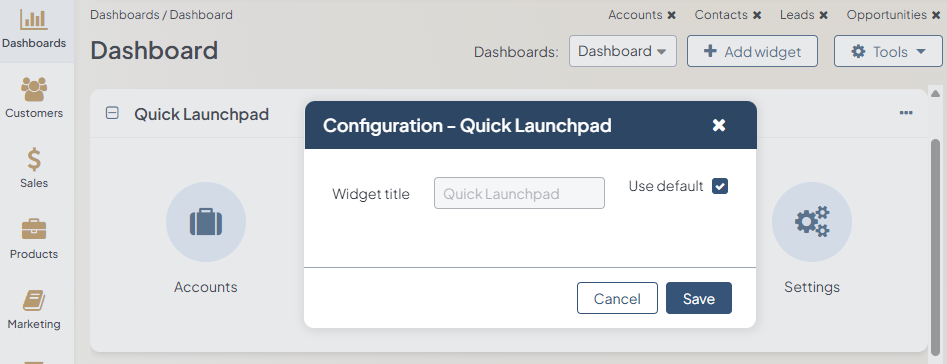 Dashboards / Dashboard
Accounts ✖ Contacts ✖ Leads ✖ Opportunities ✖
Dashboards
Dashboard
Dashboards: Dashboard
+ Add widget
Tools
Customers
Sales
Products
Marketing
Quick Launchpad
Accounts
Settings
Configuration - Quick Launchpad
Widget title Quick Launchpad Use default
Cancel Save